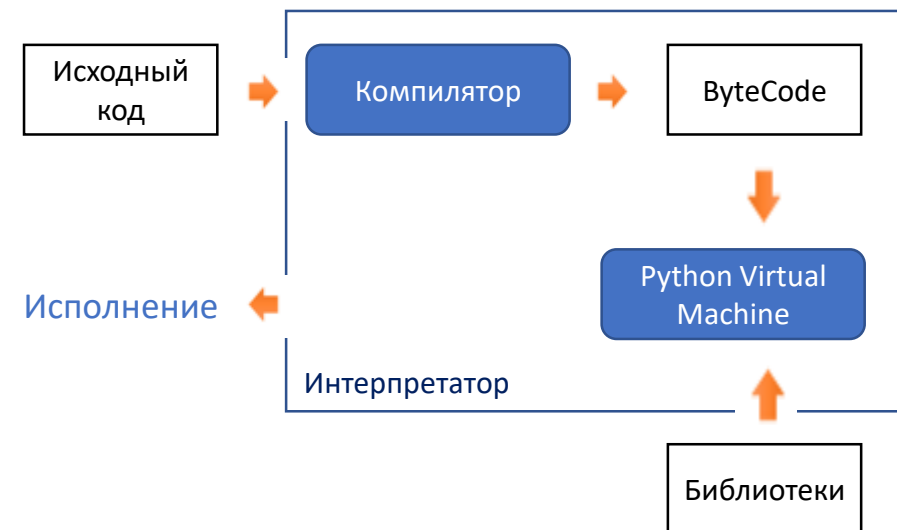 Исходный
код
Компилятор
ByteCode
Python Virtual
Machine
Исполнение
Интерпретатор
Библиотеки